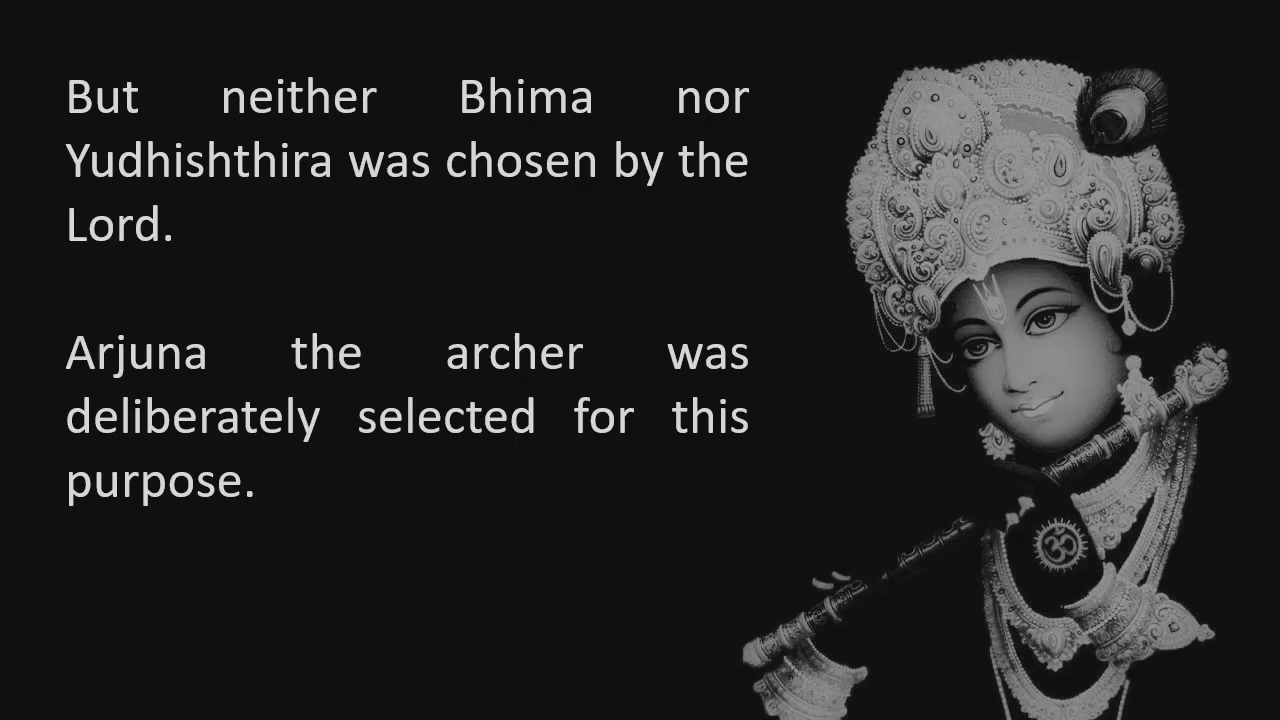 But neither Bhima nor
Yudhishthira was chosen by the
Lord.
Arjuna the archer was
deliberately selected for this
purpose.
ॐ